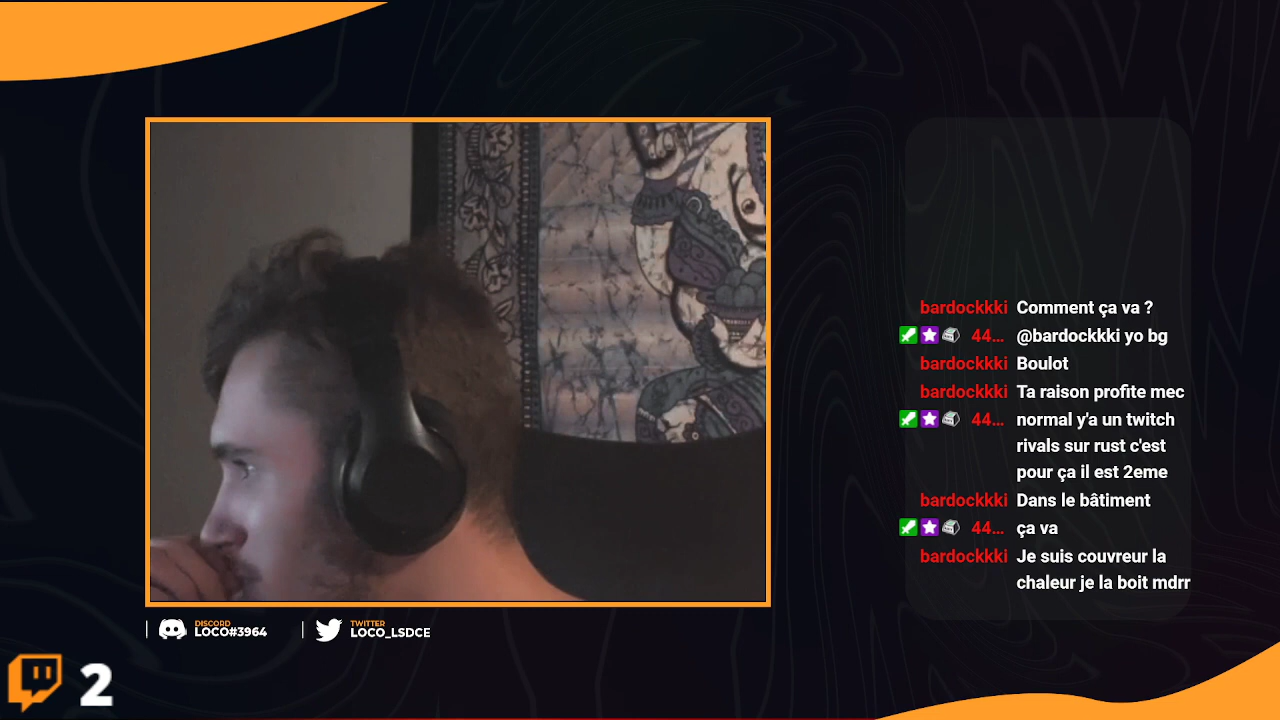 bardockkki Comment ça va ?
44... @bardockkki yo bg
bardockkki Boulot
bardockkki Ta raison profite mec
44... normal y'a un twitch
rivals sur rust c'est
pour ça il est 2eme
bardockkki Dans le bâtiment
44... ça va
bardockkki Je suis couvreur la
chaleur je la boit mdrr
DISCORD
LOCO#3964
TWITTER
LOCO_LSDCE
2